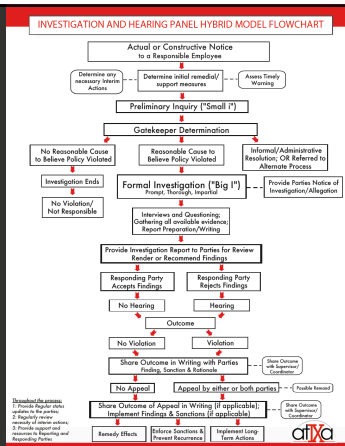 INVESTIGATION AND HEARING PANEL HYBRID MODEL FLOWCHART
Actual or Constructive Notice
to a Responsible Employee
Determine any
necessary Interim
Actions
Determine initial remedial/
support measures
Assess Timely
Warning
Preliminary Inquiry ("Small i")
Gatekeeper Determination
No Reasonable Cause
to Believe Policy Violated
Reasonable Cause to
Believe Policy Violated
Informal/Administrative
Resolution; OR Referred to
Alternate Process
Investigation Ends
Formal Investigation ("Big I")
Prompt, Thorough, Impartial
Provide Parties Notice of
Investigation/Allegation
No Violation/
Not Responsible
Interviews and Questioning;
Gathering all available evidence;
Report Preparation/Writing
Provide Investigation Report to Parties for Review
Render or Recommend Findings
Responding Party
Accepts Findings
Responding Party
Rejects Findings
No Hearing
Hearing
Outcome
No Violation
Violation
Share Outcome in Writing with Parties
Finding, Sanction & Rationale
Share Outcome
with Supervisor/
Coordinator
No Appeal
Appeal by either or both parties
Possible Remand
Share Outcome of Appeal in Writing (if applicable);
Implement Findings & Sanctions (if applicable)
Share Outcome
with Supervisor/
Coordinator
Throughout the process:
1. Provide Regular status
updates to the parties;
2. Regularly review
necessity of interim actions;
3. Provide support and
resources to Reporting and
Responding Parties
Remedy Effects
Enforce Sanctions &
Prevent Recurrence
Implement Long-
Term Actions
atIXa